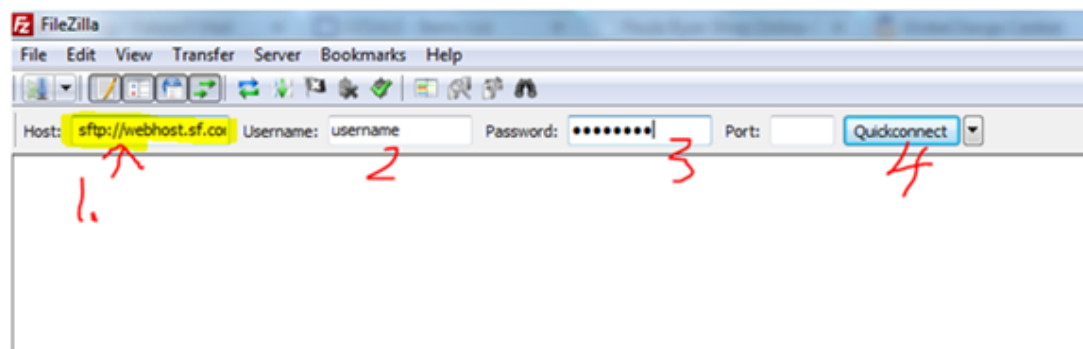 FileZilla
File Edit View Transfer Server Bookmarks Help
Host: sftp://webhost.sf.co Username: username Password: •••••••• Port: Quickconnect
1. 2 3 4